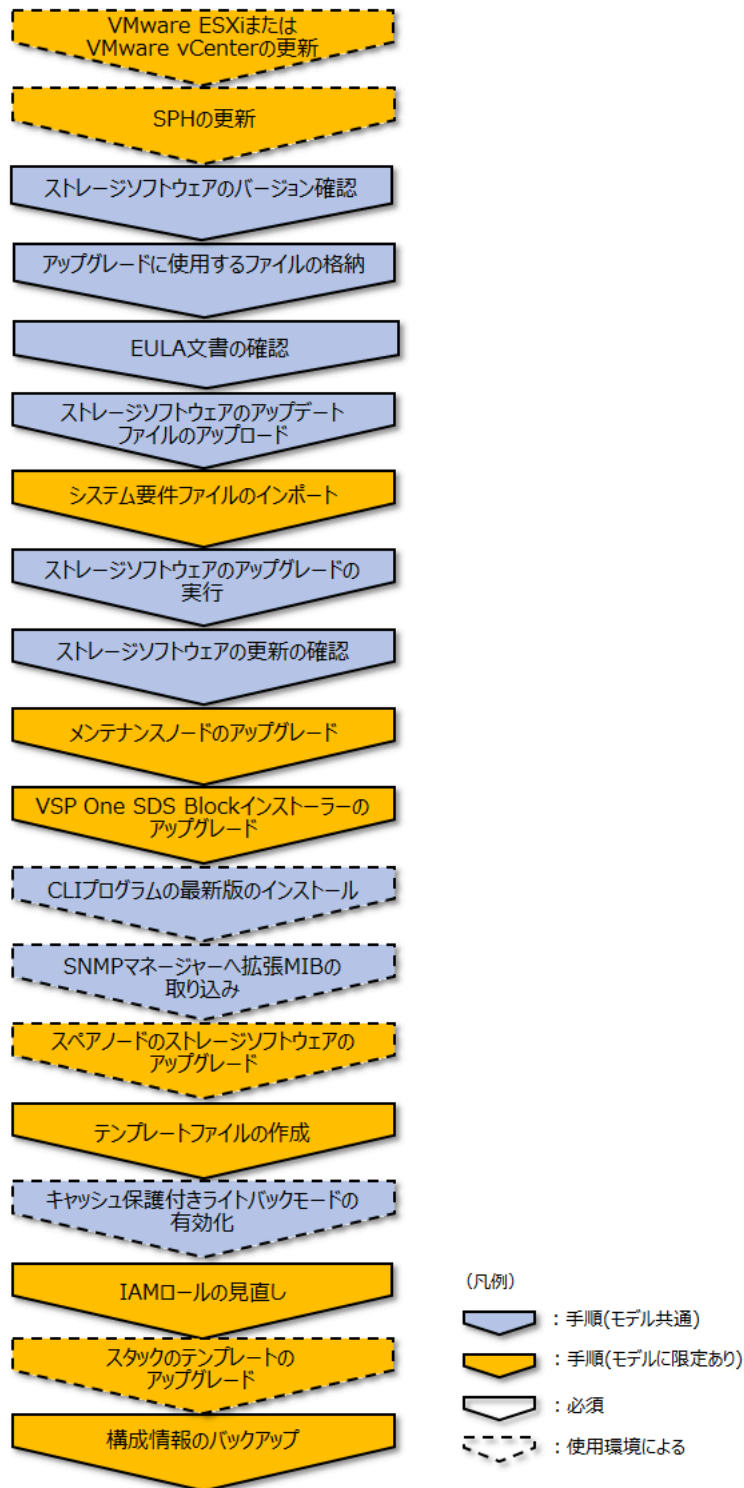 VMware ESXiまたは
VMware vCenterの更新
SPHの更新
ストレージソフトウェアのバージョン確認
アップグレードに使用するファイルの格納
EULA文書の確認
ストレージソフトウェアのアップデート
ファイルのアップロード
システム要件ファイルのインポート
ストレージソフトウェアのアップグレードの
実行
ストレージソフトウェアの更新の確認
メンテナンスノードのアップグレード
VSP One SDS Blockインストーラーの
アップグレード
CLIプログラムの最新版のインストール
SNMPマネージャーへ拡張MIBの
取り込み
スペアノードのストレージソフトウェアの
アップグレード
テンプレートファイルの作成
キャッシュ保護付きライトバックモードの
有効化
IAMロールの見直し
スタックのテンプレートの
アップグレード
構成情報のバックアップ
(凡例)
：手順(モデル共通)
：手順(モデルに限定あり)
：必須
：使用環境による